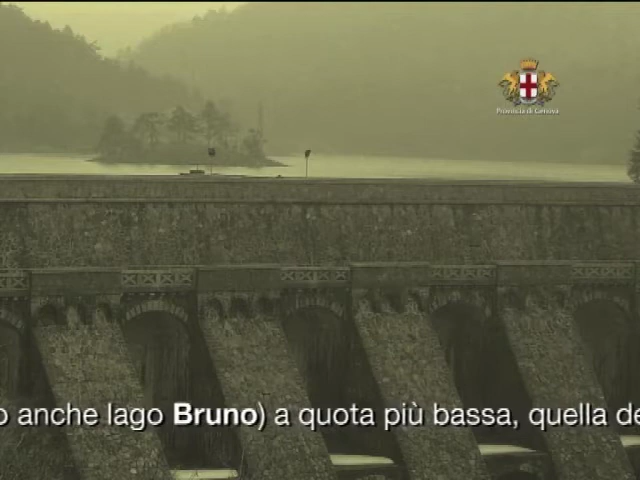 Provincia di Genova
o anche lago Bruno) a quota più bassa, quella de